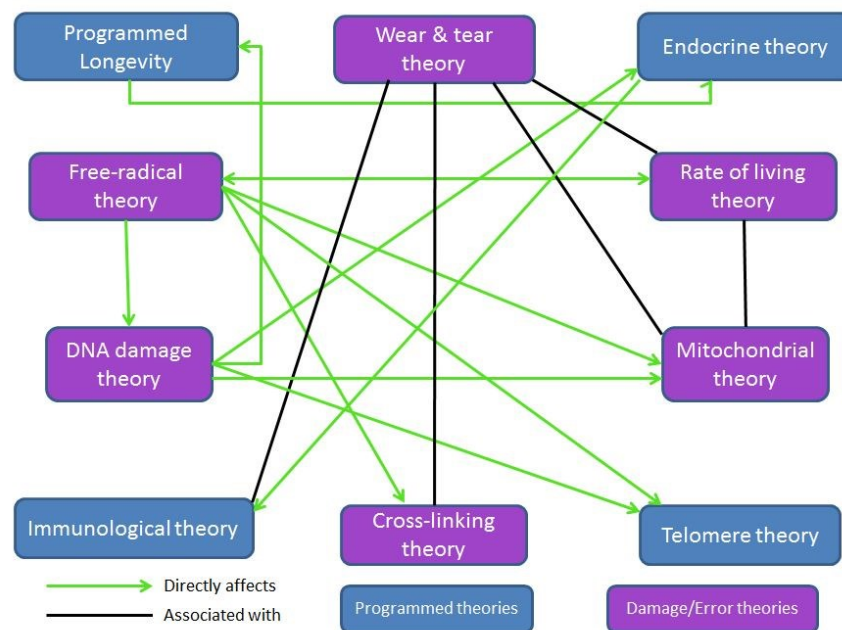 Programmed
Longevity
Wear & tear
theory
Endocrine theory
Free-radical
theory
Rate of living
theory
DNA damage
theory
Mitochondrial
theory
Immunological theory
Cross-linking
theory
Telomere theory
Directly affects
Associated with
Programmed theories
Damage/Error theories